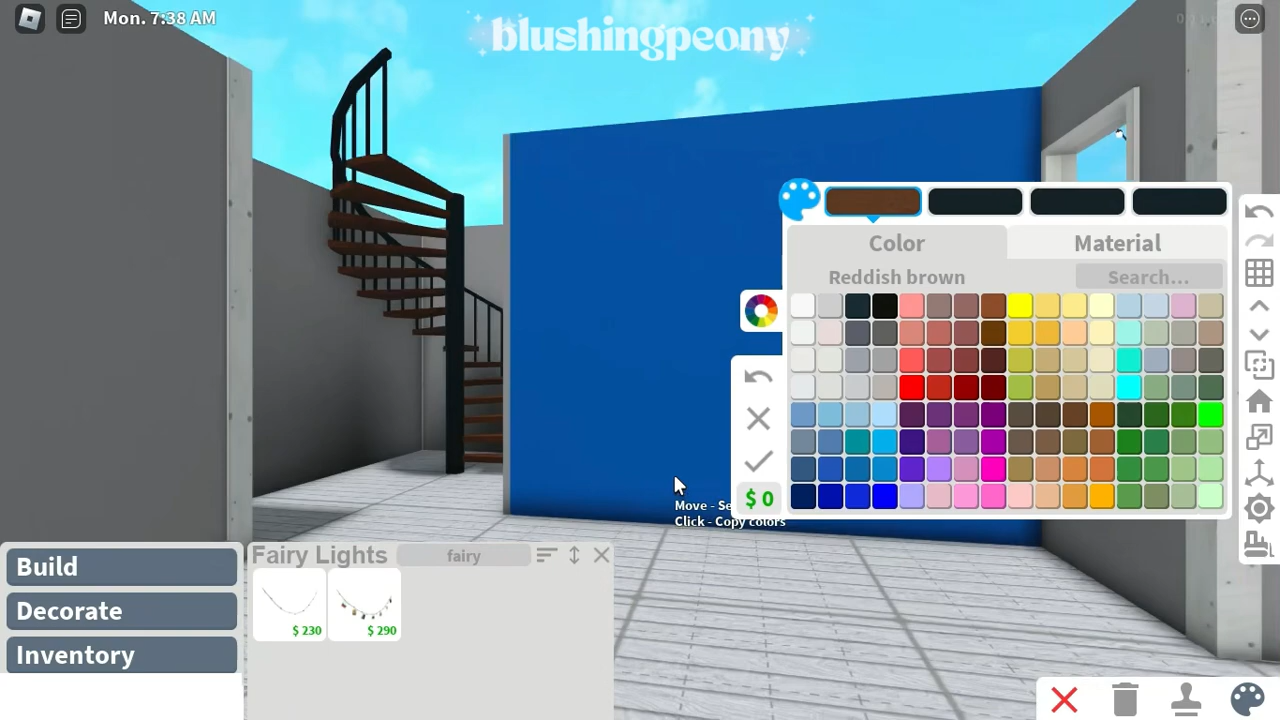 Mon. 7:38 AM
blushingpeony
Color
Material
Reddish brown
Search...
$ 0
Move - Se
Click - Copy colors
Build
Decorate
Inventory
Fairy Lights
fairy
$ 230
$ 290